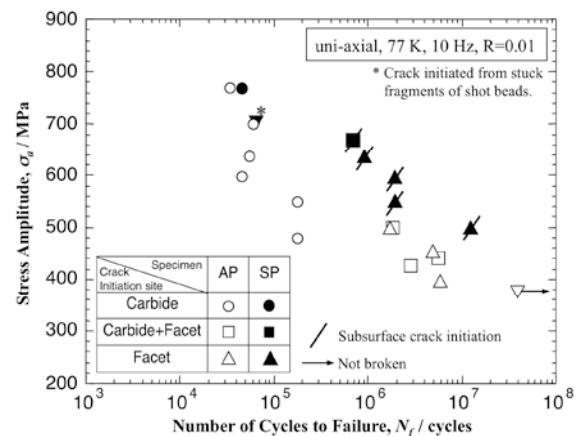 900
800
700
600
500
400
300
200
Stress Amplitude, σa / MPa
uni-axial, 77 K, 10 Hz, R=0.01
* Crack initiated from stuck
fragments of shot beads.
*
Specimen
Crack
Initiation site
AP
SP
Carbide
Carbide+Facet
Facet
Subsurface crack initiation
Not broken
10³ 10⁴ 10⁵ 10⁶ 10⁷ 10⁸
Number of Cycles to Failure, Nf / cycles